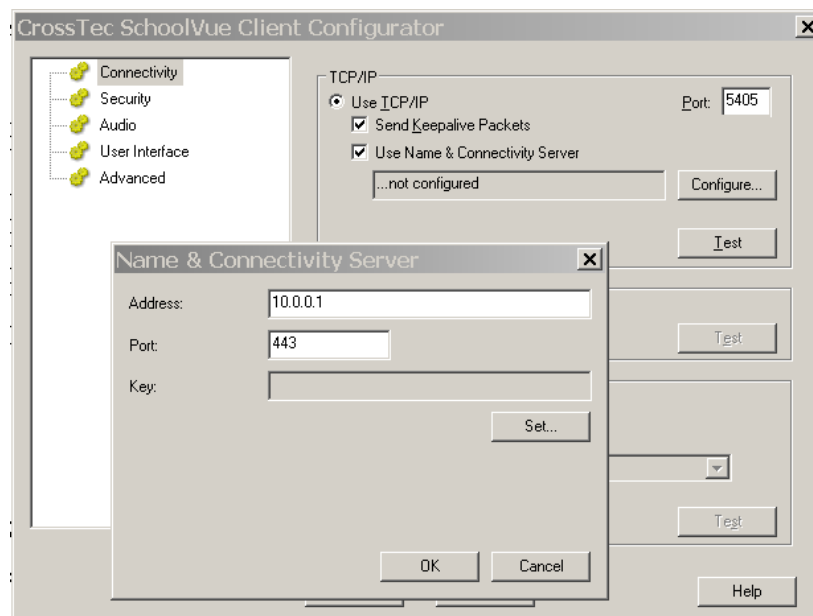 CrossTec SchoolVue Client Configurator
Connectivity
Security
Audio
User Interface
Advanced
TCP/IP
Use TCP/IP
Port: 5405
Send Keepalive Packets
Use Name & Connectivity Server
...not configured
Configure...
Test
Name & Connectivity Server
Address: 10.0.0.1
Port: 443
Key:
Set...
OK
Cancel
Test
Test
Help